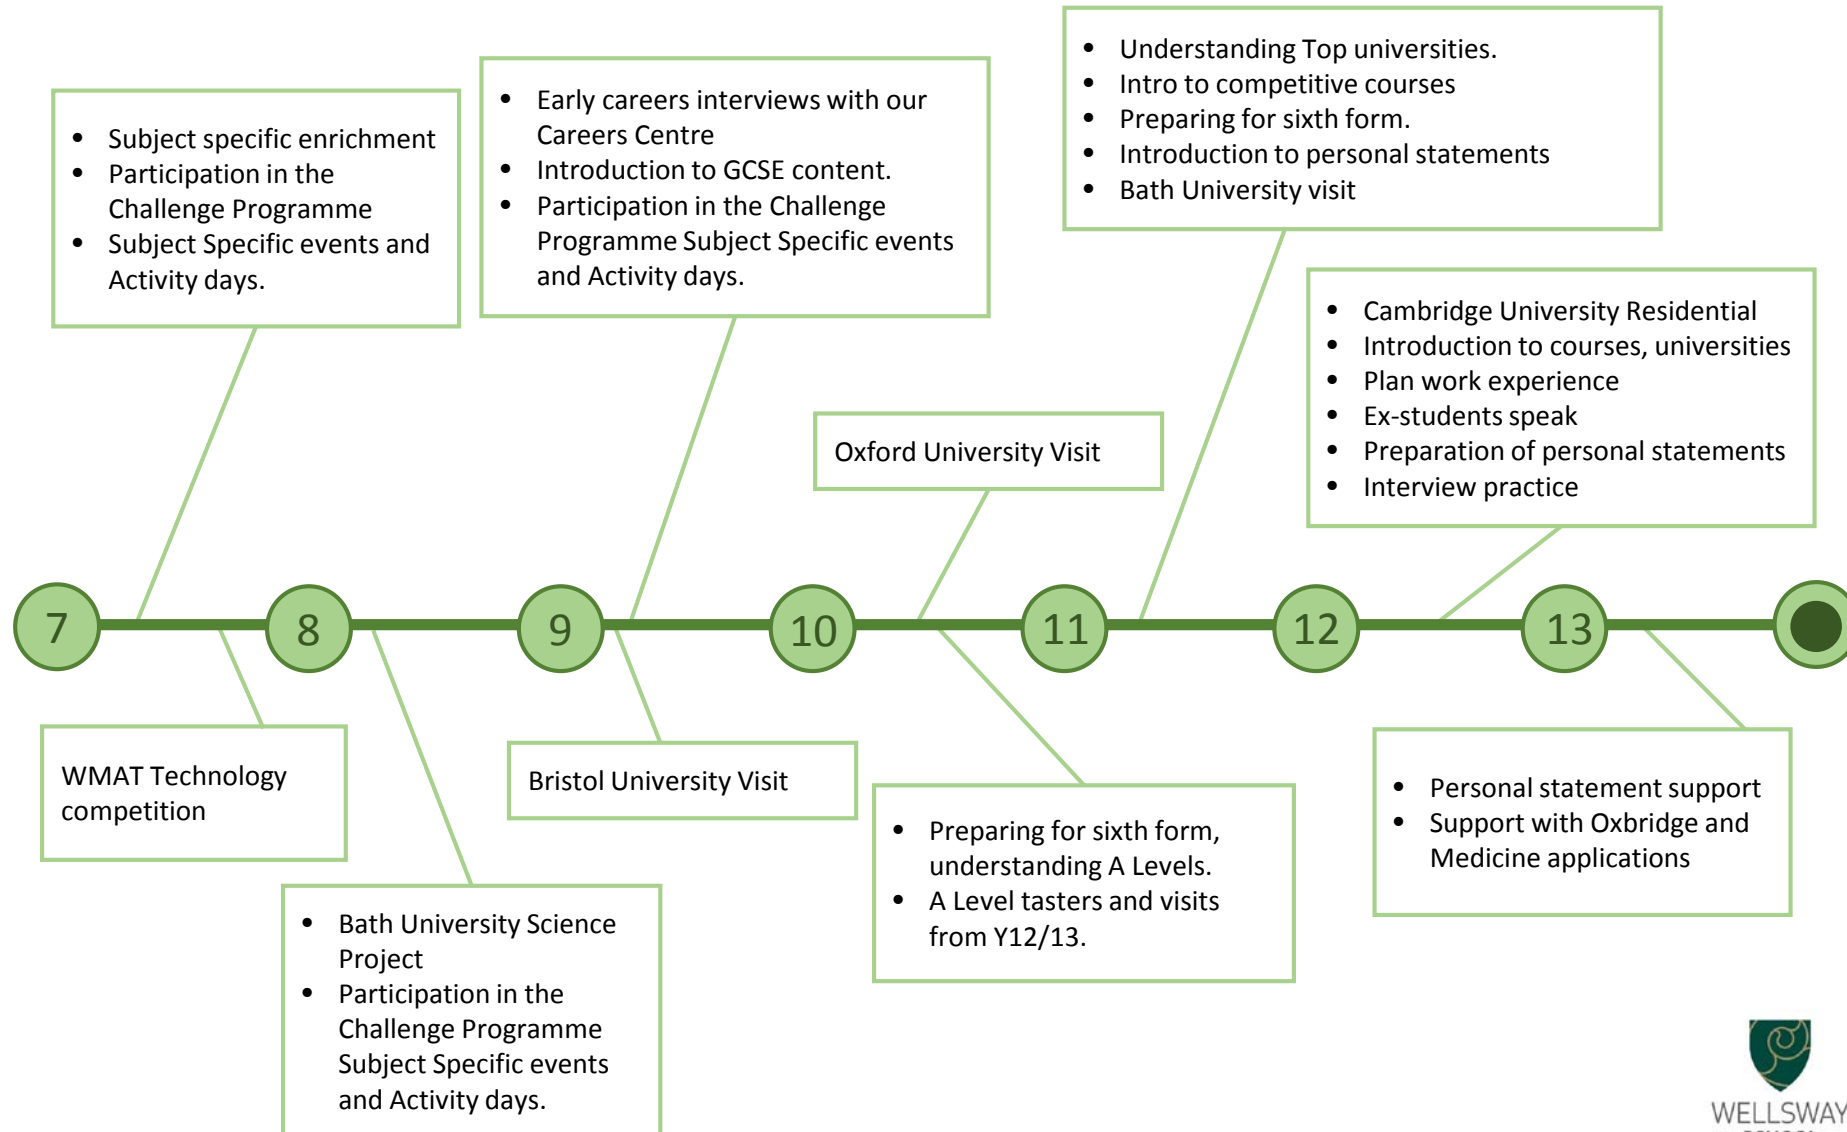 • Subject specific enrichment
• Participation in the
Challenge Programme
• Subject Specific events and
Activity days.
• Early careers interviews with our
Careers Centre
• Introduction to GCSE content.
• Participation in the Challenge
Programme Subject Specific events
and Activity days.
• Understanding Top universities.
• Intro to competitive courses
• Preparing for sixth form.
• Introduction to personal statements
• Bath University visit
Oxford University Visit
• Cambridge University Residential
• Introduction to courses, universities
• Plan work experience
• Ex-students speak
• Preparation of personal statements
• Interview practice
7
8
9
10
11
12
13
WMAT Technology
competition
• Bath University Science
Project
• Participation in the
Challenge Programme
Subject Specific events
and Activity days.
Bristol University Visit
• Preparing for sixth form,
understanding A Levels.
• A Level tasters and visits
from Y12/13.
• Personal statement support
• Support with Oxbridge and
Medicine applications
WELLSWAY